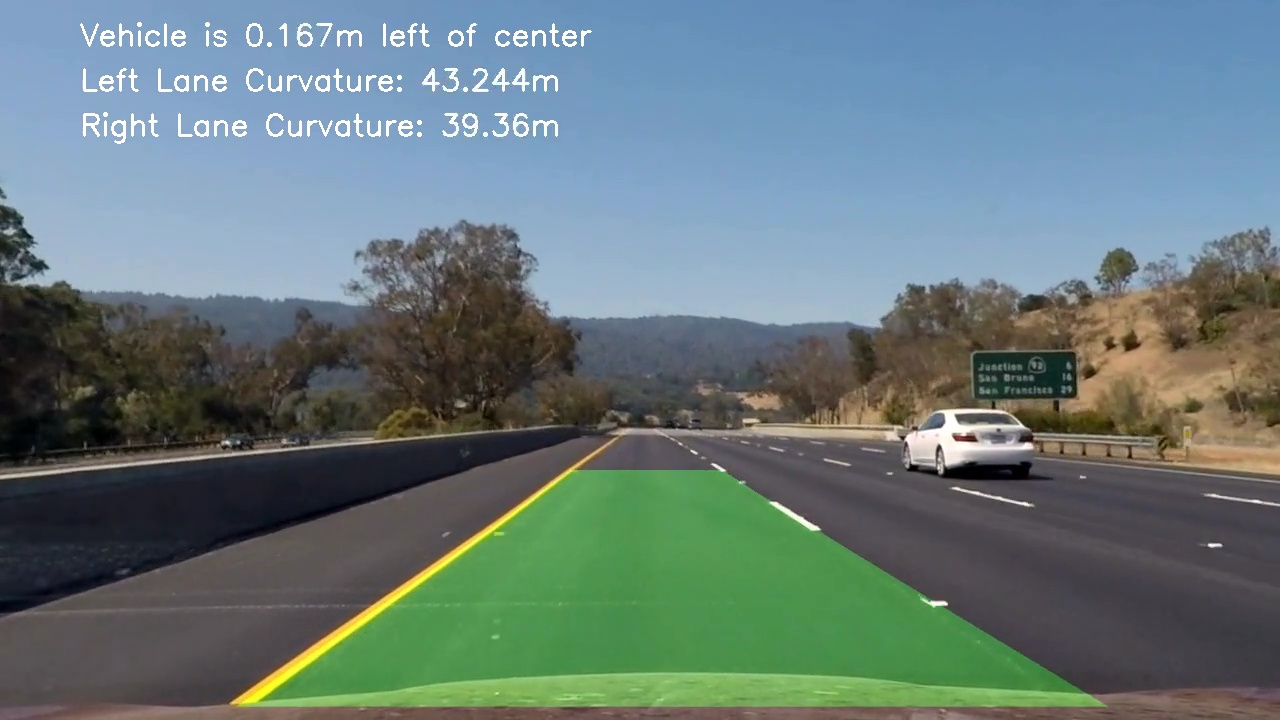 Vehicle is 0.167m left of center
Left Lane Curvature: 43.244m
Right Lane Curvature: 39.36m
Junction 92 6
San Bruno 16
San Francisco 29